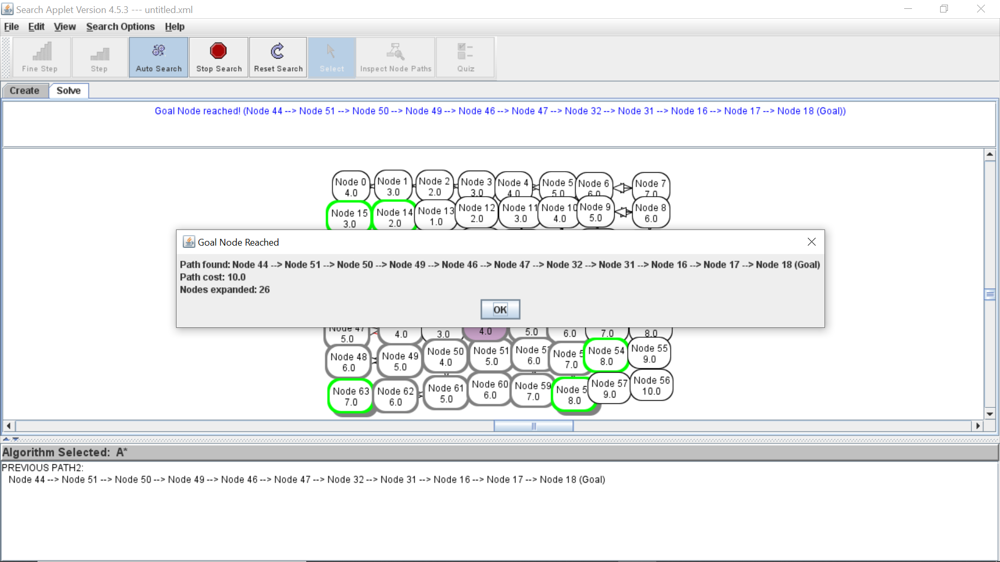 Search Applet Version 4.5.3 --- untitled.xml
File Edit View Search Options Help
Fine Step Step Auto Search Stop Search Reset Search Select Inspect Node Paths Quiz
Create Solve
Goal Node reached! (Node 44 --> Node 51 --> Node 50 --> Node 49 --> Node 46 --> Node 47 --> Node 32 --> Node 31 --> Node 16 --> Node 17 --> Node 18 (Goal))
Node 0 Node 1 Node 2 Node 3 Node 4 Node 5 Node 6 Node 7
4.0 3.0 2.0 3.0 4.0 5.0 6.0 7.0
Node 15 Node 14 Node 13 Node 12 Node 11 Node 10 Node 9 Node 8
3.0 2.0 1.0 2.0 3.0 4.0 5.0 6.0
Goal Node Reached
Path found: Node 44 --> Node 51 --> Node 50 --> Node 49 --> Node 46 --> Node 47 --> Node 32 --> Node 31 --> Node 16 --> Node 17 --> Node 18 (Goal)
Path cost: 10.0
Nodes expanded: 26
OK
Node 47
5.0 4.0 3.0 4.0 5.0 6.0 7.0 8.0
Node 48 Node 49 Node 50 Node 51 Node 5 Node 5 Node 54 Node 55
6.0 5.0 4.0 5.0 6.0 7.0 8.0 9.0
Node 63 Node 62 Node 61 Node 60 Node 59 Node 5 Node 57 Node 56
7.0 6.0 5.0 6.0 7.0 8.0 9.0 10.0
Algorithm Selected: A*
PREVIOUS PATH2:
Node 44 --> Node 51 --> Node 50 --> Node 49 --> Node 46 --> Node 47 --> Node 32 --> Node 31 --> Node 16 --> Node 17 --> Node 18 (Goal)